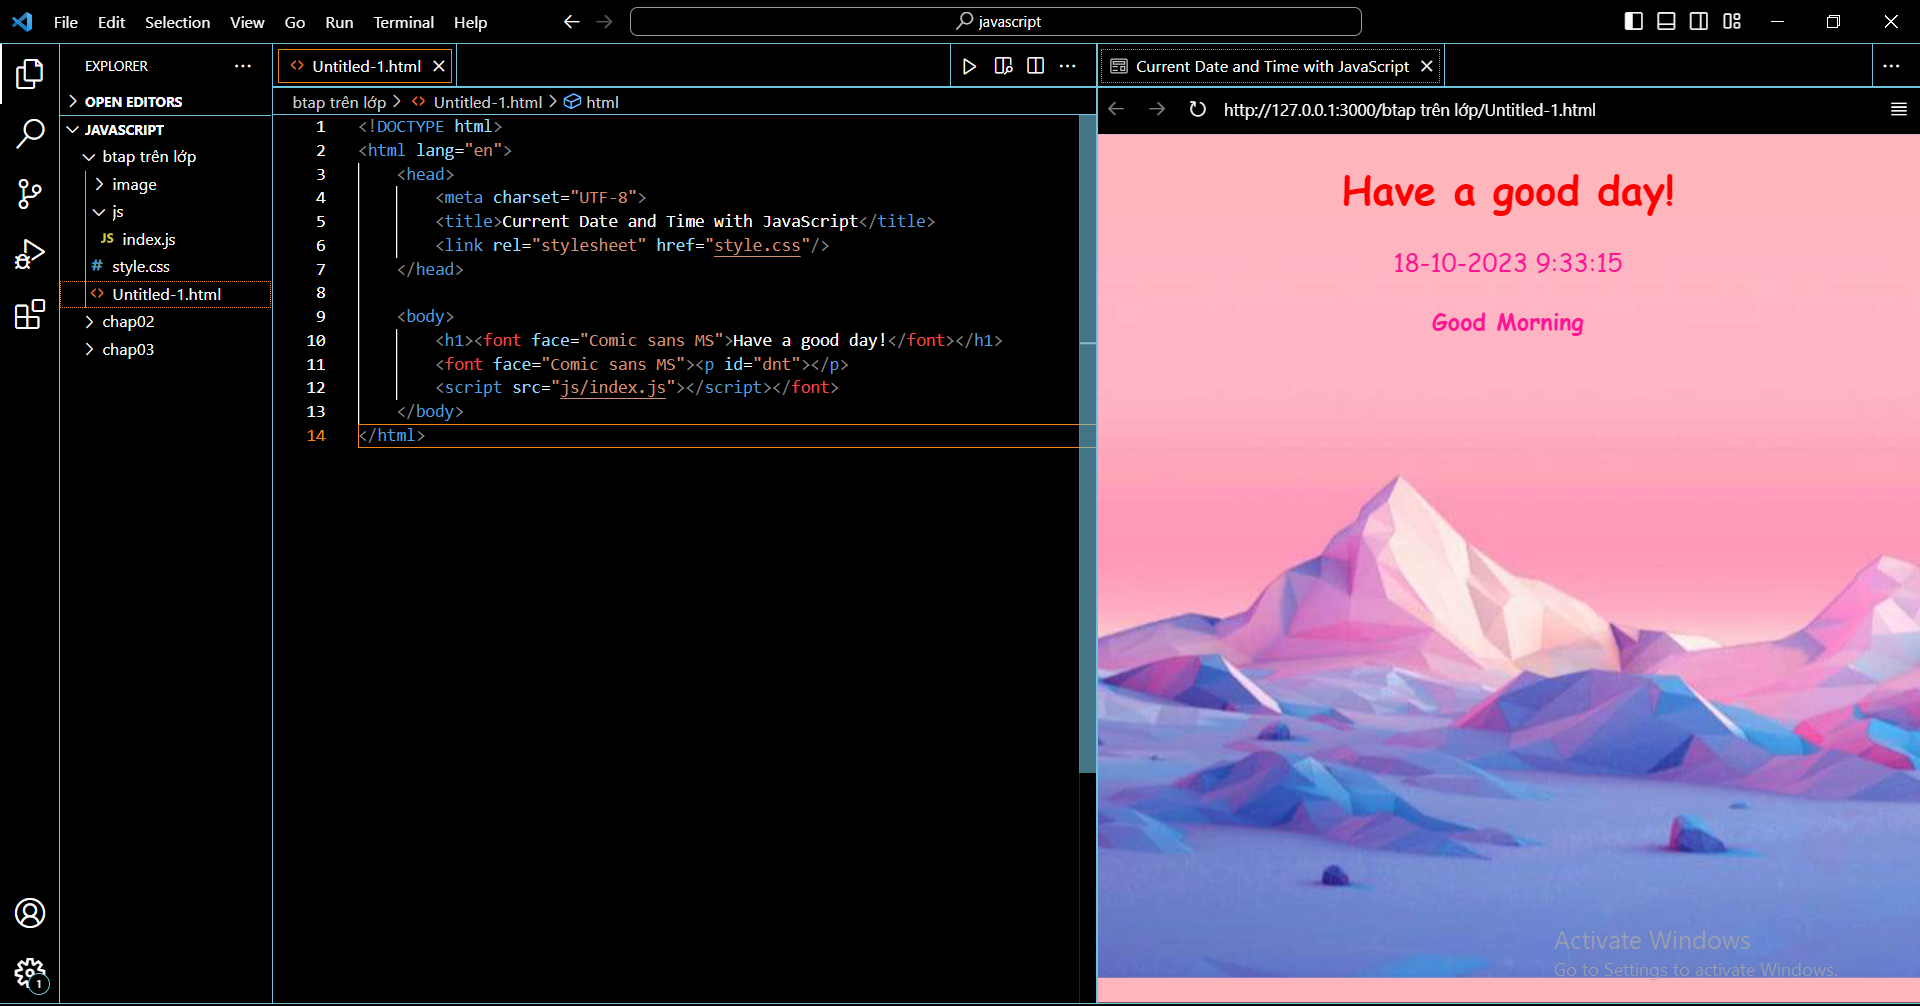 File Edit Selection View Go Run Terminal Help
javascript
EXPLORER
OPEN EDITORS
JAVASCRIPT
btap trên lớp
image
js
JS index.js
# style.css
<> Untitled-1.html
chap02
chap03
1
<> Untitled-1.html
btap trên lớp > <> Untitled-1.html > html
1 <!DOCTYPE html>
2 <html lang="en">
3 <head>
4 <meta charset="UTF-8">
5 <title>Current Date and Time with JavaScript</title>
6 <link rel="stylesheet" href="style.css"/>
7 </head>
8
9 <body>
10 <h1><font face="Comic sans MS">Have a good day!</font></h1>
11 <font face="Comic sans MS"><p id="dnt"></p>
12 <script src="js/index.js"></script></font>
13 </body>
14 </html>
Current Date and Time with JavaScript
http://127.0.0.1:3000/btap trên lớp/Untitled-1.html
Have a good day!
18-10-2023 9:33:15
Good Morning
Activate Windows
Go to Settings to activate Windows.